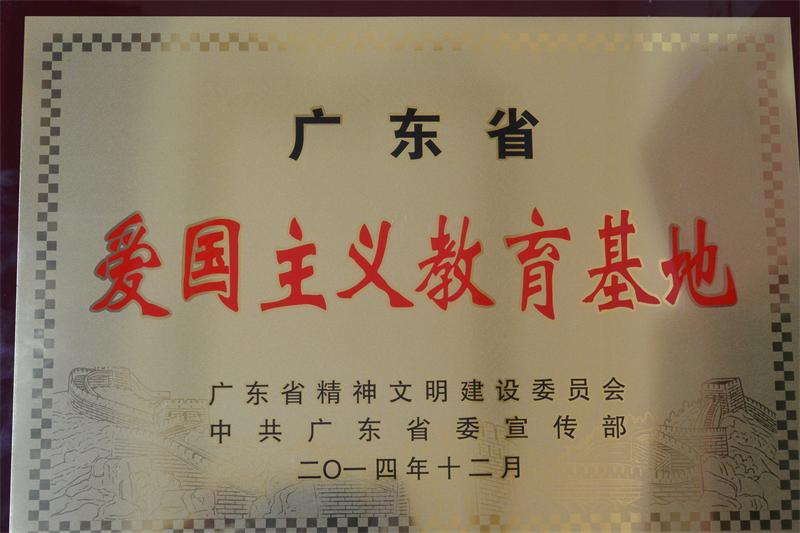 广东省
爱国主义教育基地
广东省精神文明建设委员会
中共广东省委宣传部
二〇一四年十二月